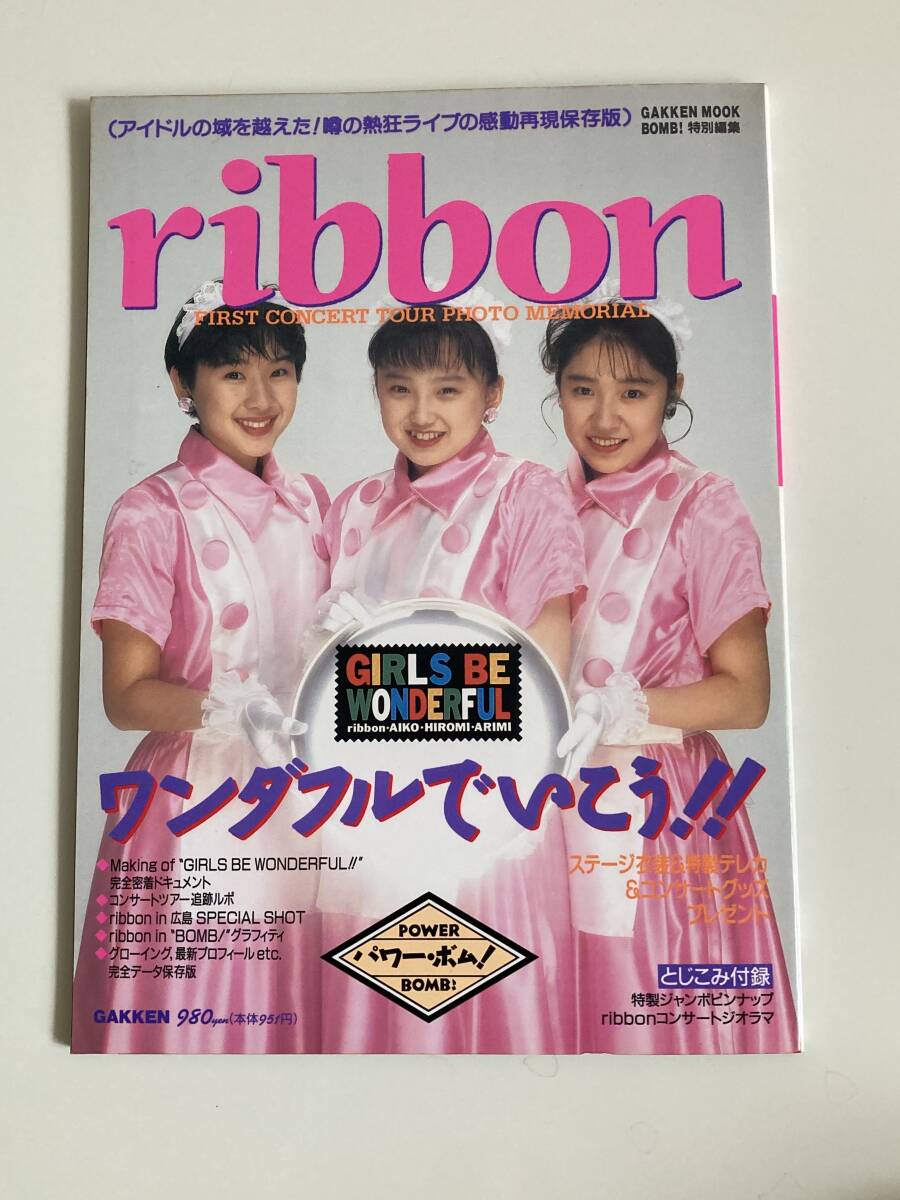 (アイドルの域を越えた!噂の熱狂ライブの感動再現保存版)
GAKKEN MOOK
BOMB! 特別編集
ribbon
FIRST CONCERT TOUR PHOTO MEMORIAL
GIRLS BE
WONDERFUL
ribbon・AIKO・HIROMI・ARIMI
ワンダフルでいこう!!
◆Making of "GIRLS BE WONDERFUL!!"
完全密着ドキュメント
◆コンサートツアー追跡ルポ
◆ribbon in 広島 SPECIAL SHOT
◆ribbon in "BOMB!"グラフィティ
◆グローイング,最新プロフィールetc.
完全データ保存版
GAKKEN 980yen(本体951円)
POWER
パワー・ボム!
BOMB!
ステージ衣装&特製テレカ
&コンサートグッズ
プレゼント
とじこみ付録
特製ジャンボピンナップ
ribbonコンサートジオラマ